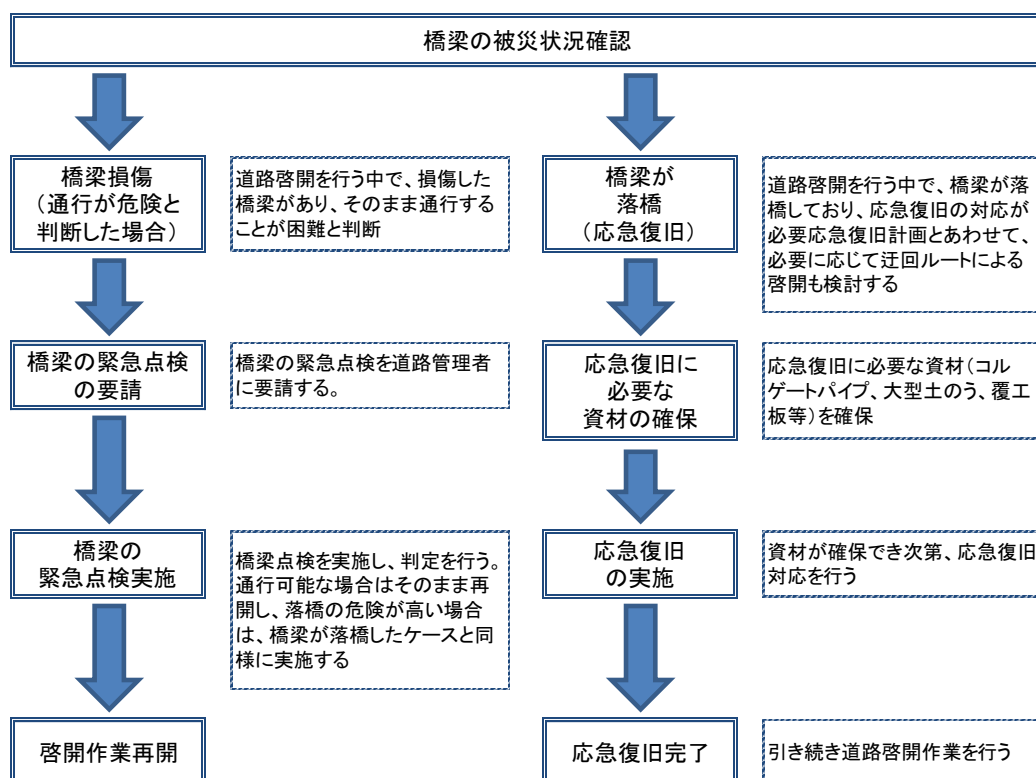 橋梁の被災状況確認
橋梁損傷
（通行が危険と
判断した場合）
道路啓開を行う中で、損傷した
橋梁があり、そのまま通行する
ことが困難と判断
橋梁の緊急点検
の要請
橋梁の緊急点検を道路管理者
に要請する。
橋梁の
緊急点検実施
橋梁点検を実施し、判定を行う。
通行可能な場合はそのまま再
開し、落橋の危険が高い場合
は、橋梁が落橋したケースと同
様に実施する
啓開作業再開
橋梁が
落橋
（応急復旧）
道路啓開を行う中で、橋梁が落
橋しており、応急復旧の対応が
必要応急復旧計画とあわせて、
必要に応じて迂回ルートによる
啓開も検討する
応急復旧に
必要な
資材の確保
応急復旧に必要な資材（コル
ゲートパイプ、大型土のう、覆工
板等）を確保
応急復旧
の実施
資材が確保でき次第、応急復旧
対応を行う
応急復旧完了
引き続き道路啓開作業を行う